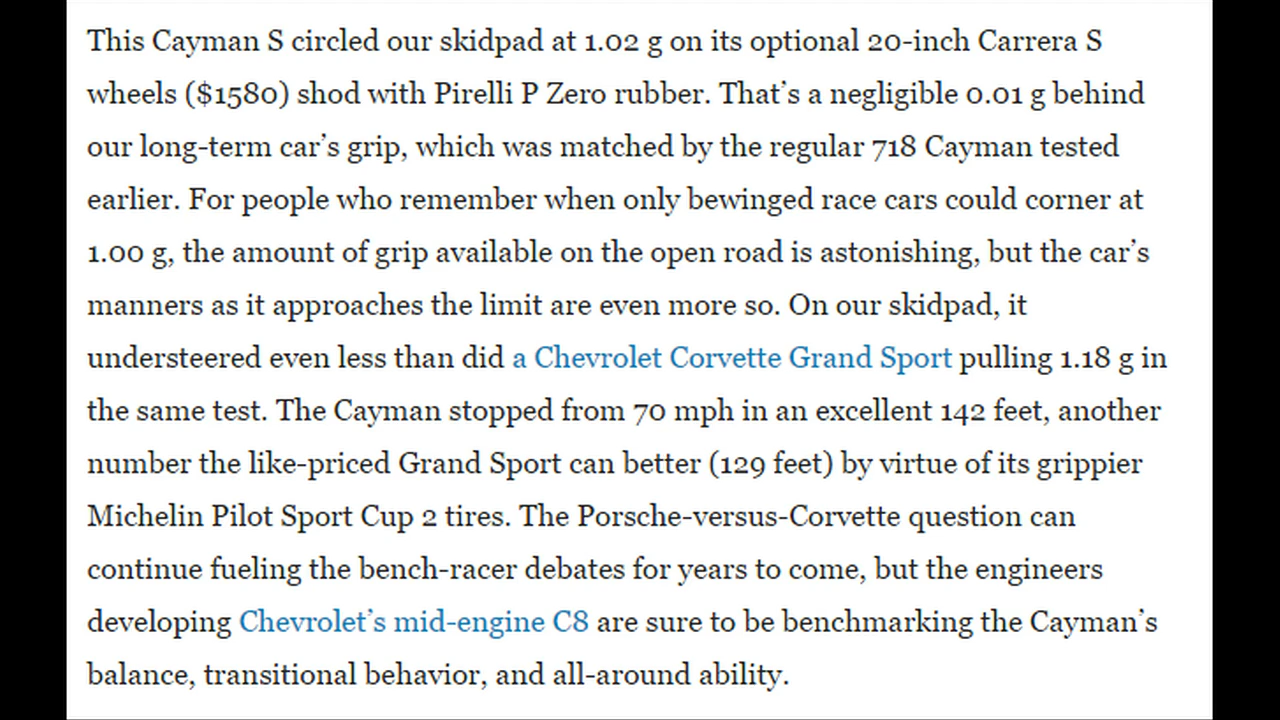 This Cayman S circled our skidpad at 1.02 g on its optional 20-inch Carrera S
wheels ($1580) shod with Pirelli P Zero rubber. That’s a negligible 0.01 g behind
our long-term car’s grip, which was matched by the regular 718 Cayman tested
earlier. For people who remember when only bewinged race cars could corner at
1.00 g, the amount of grip available on the open road is astonishing, but the car’s
manners as it approaches the limit are even more so. On our skidpad, it
understeered even less than did a Chevrolet Corvette Grand Sport pulling 1.18 g in
the same test. The Cayman stopped from 70 mph in an excellent 142 feet, another
number the like-priced Grand Sport can better (129 feet) by virtue of its grippier
Michelin Pilot Sport Cup 2 tires. The Porsche-versus-Corvette question can
continue fueling the bench-racer debates for years to come, but the engineers
developing Chevrolet’s mid-engine C8 are sure to be benchmarking the Cayman’s
balance, transitional behavior, and all-around ability.